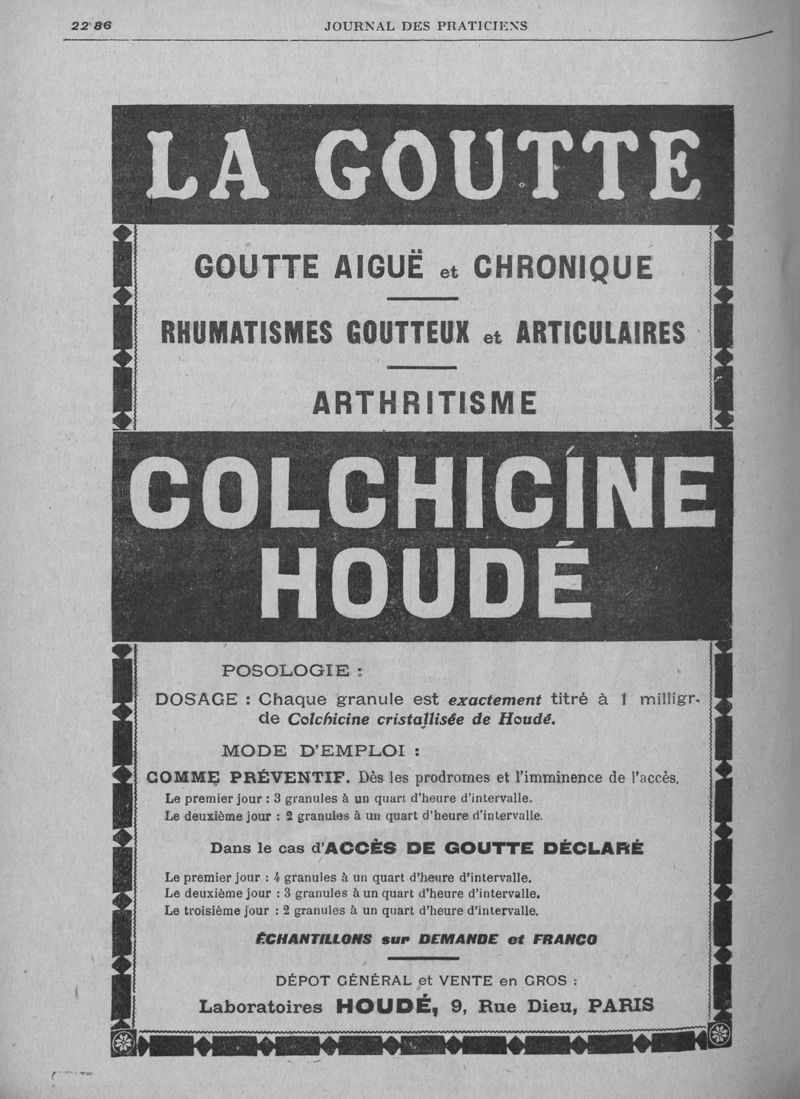 22 86
JOURNAL DES PRATICIENS
LA GOUTTE
GOUTTE AIGUË et CHRONIQUE
RHUMATISMES GOUTTEUX et ARTICULAIRES
ARTHRITISME
COLCHICINE
HOUDÉ
POSOLOGIE :
DOSAGE : Chaque granule est exactement titré à 1 milligr.
de Colchicine cristallisée de Houdé.
MODE D'EMPLOI :
COMME PRÉVENTIF. Dès les prodromes et l'imminence de l'accès.
Le premier jour : 3 granules à un quart d'heure d'intervalle.
Le deuxième jour : 2 granules à un quart d'heure d'intervalle.
Dans le cas d'ACCÈS DE GOUTTE DÉCLARÉ
Le premier jour : 4 granules à un quart d'heure d'intervalle.
Le deuxième jour : 3 granules à un quart d'heure d'intervalle.
Le troisième jour : 2 granules à un quart d'heure d'intervalle.
ÉCHANTILLONS sur DEMANDE et FRANCO
DÉPOT GÉNÉRAL et VENTE en GROS :
Laboratoires HOUDÉ, 9, Rue Dieu, PARIS